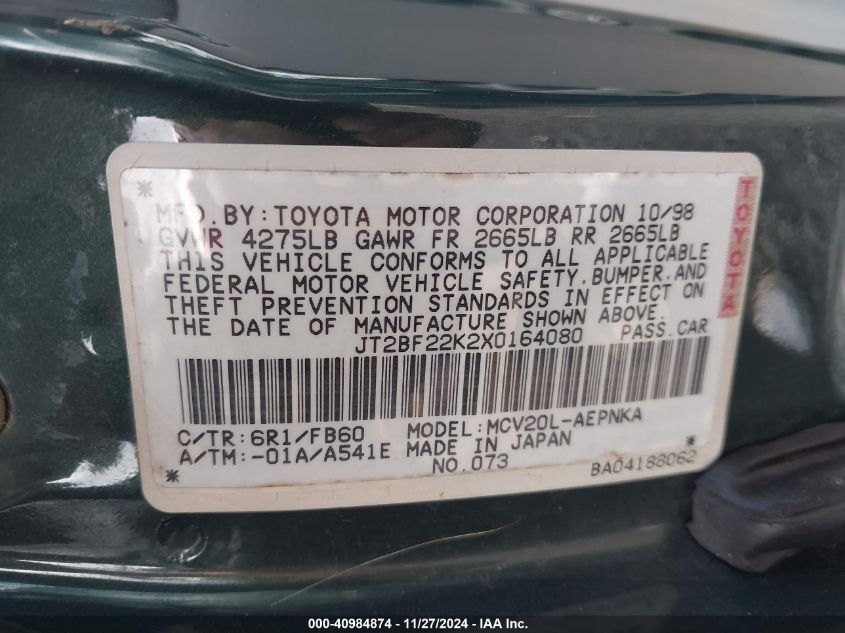 MFD.BY:TOYOTA MOTOR CORPORATION 10/98
GVWR 4275LB GAWR FR 2665LB RR 2665LB
THIS VEHICLE CONFORMS TO ALL APPLICABLE
FEDERAL MOTOR VEHICLE SAFETY,BUMPER,AND
THEFT PREVENTION STANDARDS IN EFFECT ON
THE DATE OF MANUFACTURE SHOWN ABOVE.
JT2BF22K2X0164080 PASS.CAR
C/TR:6R1/FB60 MODEL:MCV20L-AEPNKA
A/TM:-01A/A541E MADE IN JAPAN
NO.073 BA04188062
TOYOTA
000-40984874 | 11/27/2024 - IAA Inc.